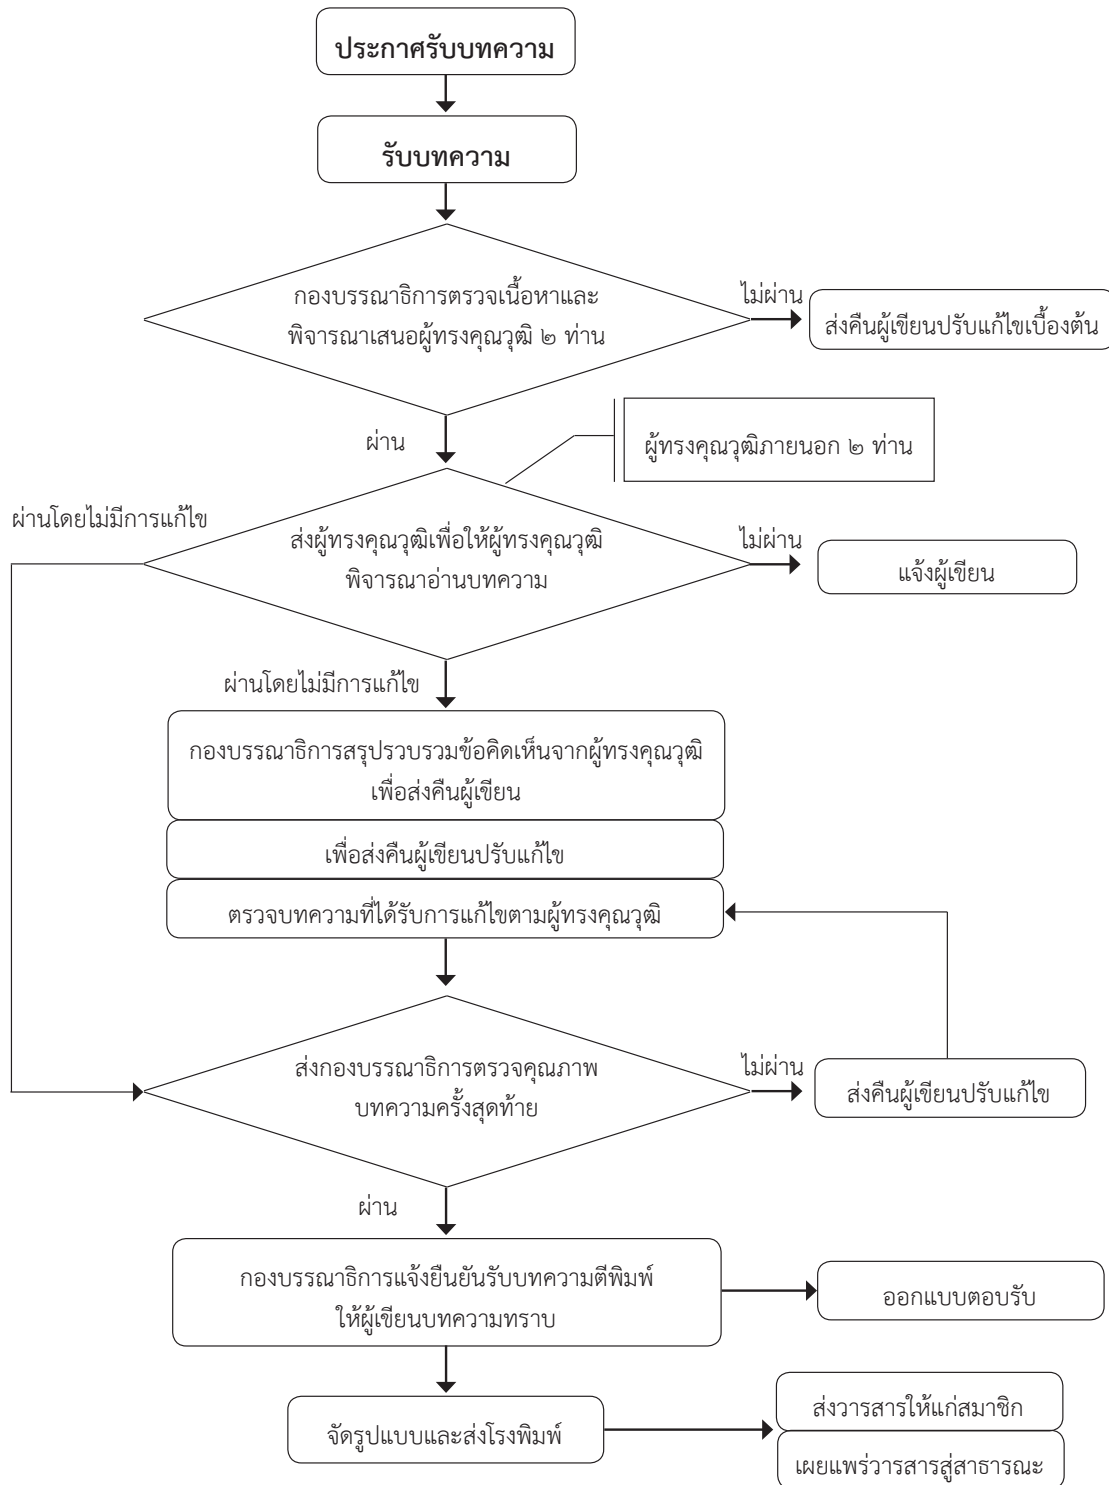 ประกาศรับบทความ
รับบทความ
กองบรรณาธิการตรวจเนื้อหาและ
พิจารณาเสนอผู้ทรงคุณวุฒิ ๒ ท่าน
ไม่ผ่าน
ส่งคืนผู้เขียนปรับแก้ไขเบื้องต้น
ผ่าน
ผู้ทรงคุณวุฒิภายนอก ๒ ท่าน
ผ่านโดยไม่มีการแก้ไข
ส่งผู้ทรงคุณวุฒิเพื่อให้ผู้ทรงคุณวุฒิ
พิจารณาอ่านบทความ
ไม่ผ่าน
แจ้งผู้เขียน
ผ่านโดยไม่มีการแก้ไข
กองบรรณาธิการสรุปรวบรวมข้อคิดเห็นจากผู้ทรงคุณวุฒิ
เพื่อส่งคืนผู้เขียน
เพื่อส่งคืนผู้เขียนปรับแก้ไข
ตรวจบทความที่ได้รับการแก้ไขตามผู้ทรงคุณวุฒิ
ส่งกองบรรณาธิการตรวจคุณภาพ
บทความครั้งสุดท้าย
ไม่ผ่าน
ส่งคืนผู้เขียนปรับแก้ไข
ผ่าน
กองบรรณาธิการแจ้งยืนยันรับบทความตีพิมพ์
ให้ผู้เขียนบทความทราบ
ออกแบบตอบรับ
จัดรูปแบบและส่งโรงพิมพ์
ส่งวารสารให้แก่สมาชิก
เผยแพร่วารสารสู่สาธารณะ